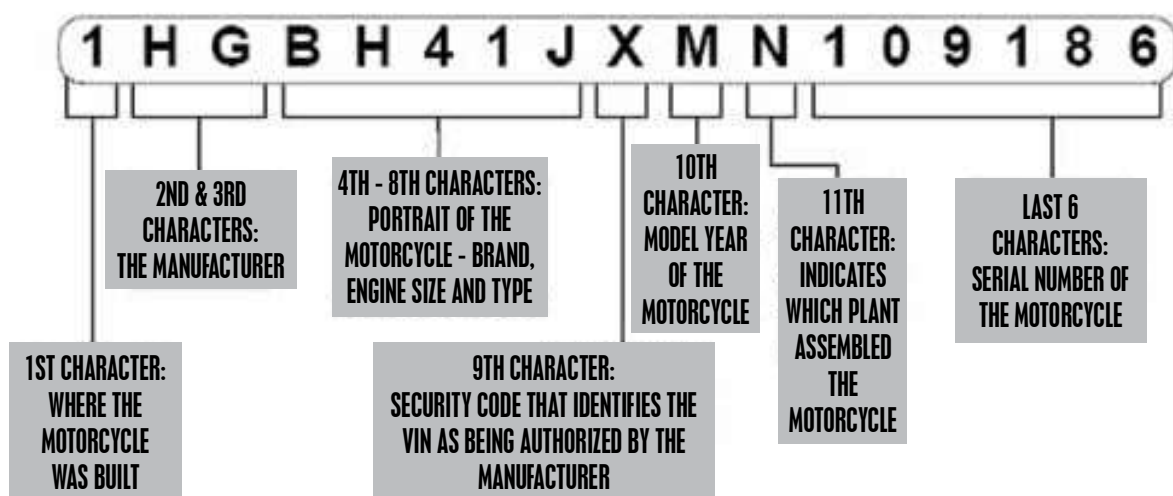 1 H G B H 4 1 J X M N 1 0 9 1 8 6
2ND & 3RD
CHARACTERS:
THE MANUFACTURER
4TH - 8TH CHARACTERS:
PORTRAIT OF THE
MOTORCYCLE - BRAND,
ENGINE SIZE AND TYPE
10TH
CHARACTER:
MODEL YEAR
OF THE
MOTORCYCLE
11TH
CHARACTER:
INDICATES
WHICH PLANT
ASSEMBLED
THE
MOTORCYCLE
LAST 6
CHARACTERS:
SERIAL NUMBER OF
THE MOTORCYCLE
1ST CHARACTER:
WHERE THE
MOTORCYCLE
WAS BUILT
9TH CHARACTER:
SECURITY CODE THAT IDENTIFIES THE
VIN AS BEING AUTHORIZED BY THE
MANUFACTURER